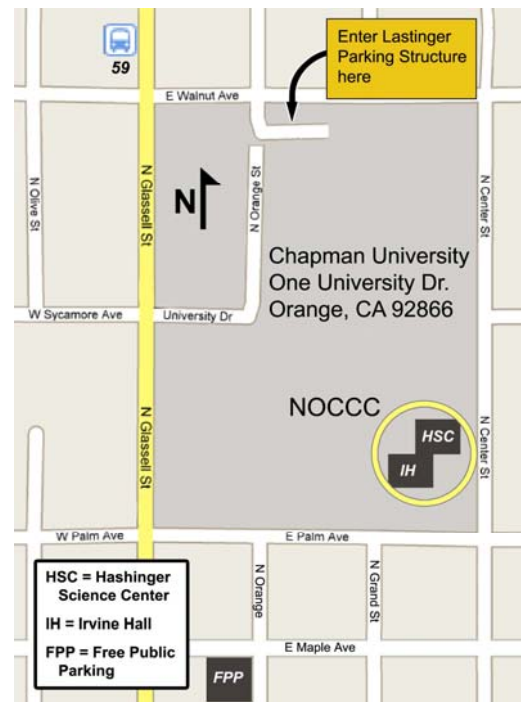 Enter Lastinger
Parking Structure
here
59
E Walnut Ave
N Olive St
N Glassell St
N Orange St
N Center St
N
Chapman University
One University Dr.
Orange, CA 92866
W Sycamore Ave
University Dr
NOCCC
HSC
IH
N Glassell St
N Center St
W Palm Ave
E Palm Ave
HSC = Hashinger
Science Center
IH = Irvine Hall
FPP = Free Public
Parking
N Orange
N Grand St
E Maple Ave
FPP